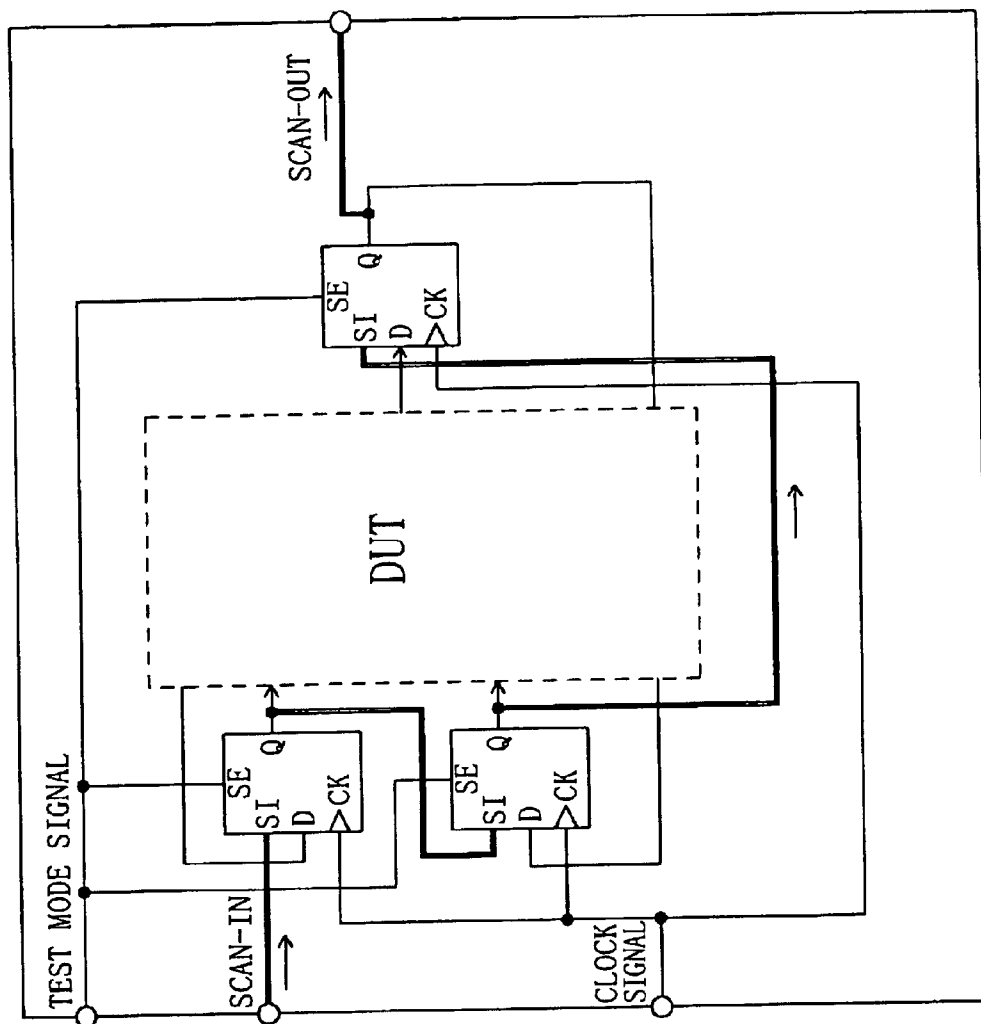 TEST MODE SIGNAL
SCAN-IN
CLOCK
SIGNAL
SE
SI
D
CK
Q
SE
SI
D
CK
Q
DUT
SE
SI
D
CK
Q
SCAN-OUT